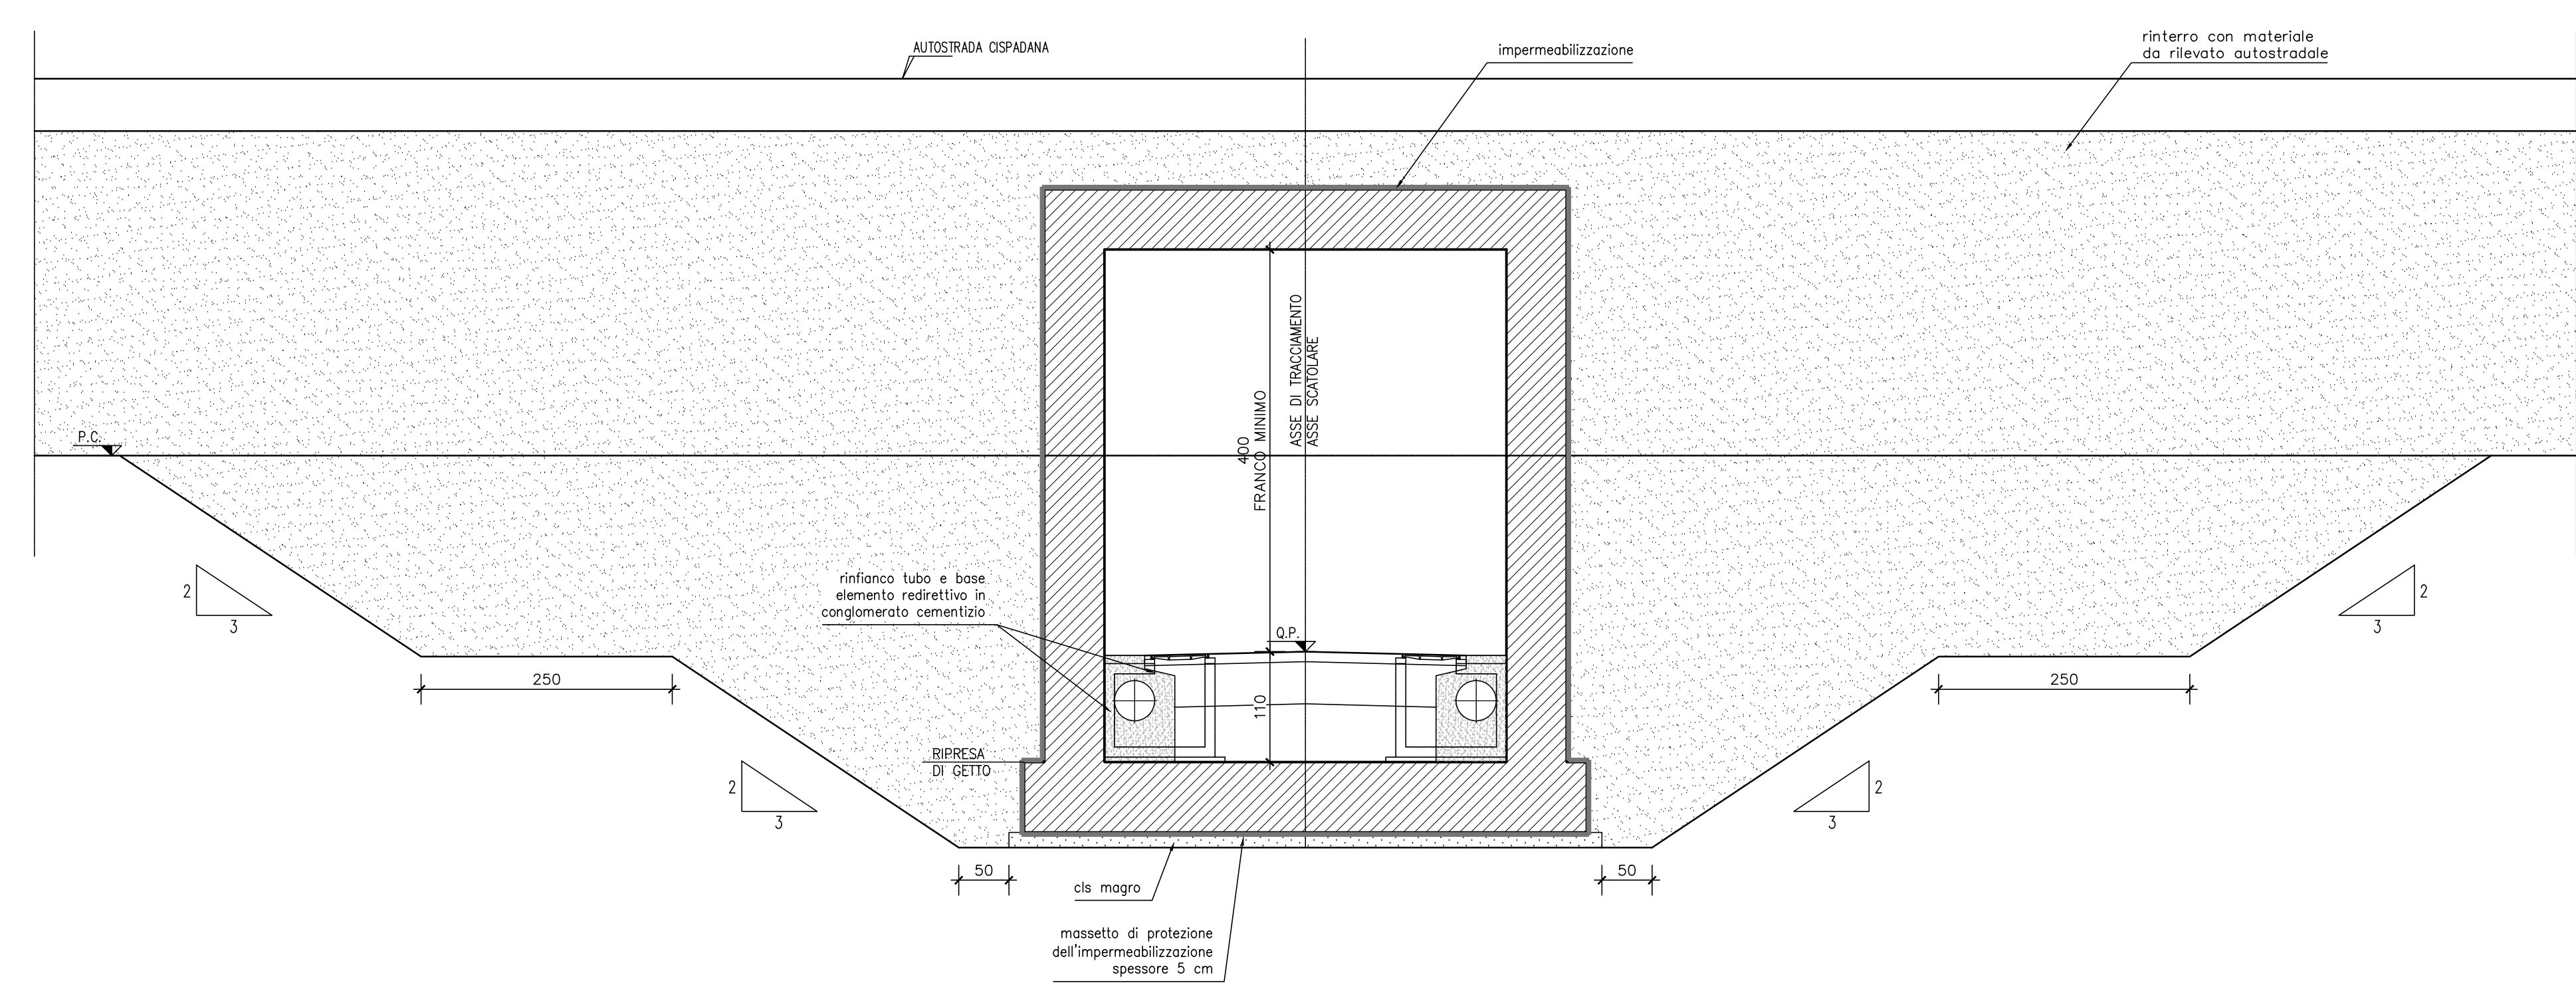 AUTOSTRADA CISPADANA
impermeabilizzazione
rinterro con materiale
da rilevato autostradale
400
FRANCO MINIMO
ASSE DI TRACCIAMENTO
ASSE SCATOLARE
P.C.
2
3
rinfianco tubo e base
elemento redirettivo in
conglomerato cementizio
Q.P.
2
3
250
250
110
RIPRESA
DI GETTO
2
3
2
3
50
50
cls magro
massetto di protezione
dell'impermeabilizzazione
spessore 5 cm